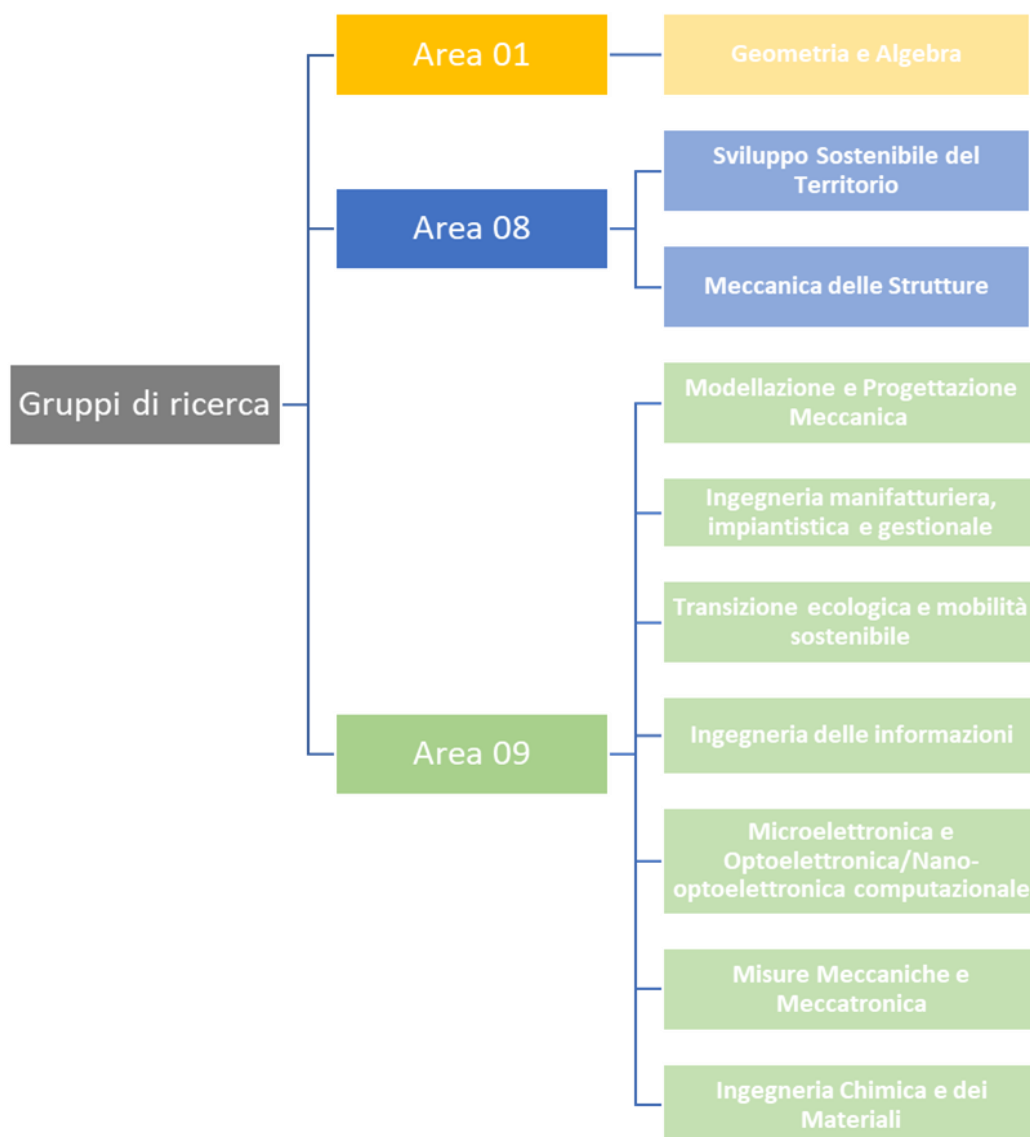 Gruppi di ricerca
Area 01
Geometria e Algebra
Area 08
Sviluppo Sostenibile del
Territorio
Meccanica delle Strutture
Area 09
Modellazione e Progettazione
Meccanica
Ingegneria manifatturiera,
impiantistica e gestionale
Transizione ecologica e mobilità
sostenibile
Ingegneria delle informazioni
Microelettronica e
Optoelettronica/Nano-
optoelettronica computazionale
Misure Meccaniche e
Meccatronica
Ingegneria Chimica e dei
Materiali